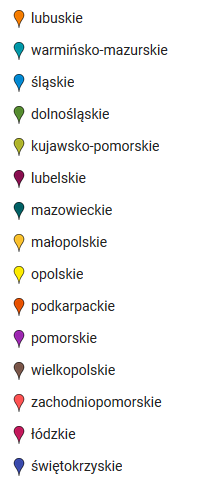 lubuskie
warmińsko-mazurskie
śląskie
dolnośląskie
kujawsko-pomorskie
lubelskie
mazowieckie
małopolskie
opolskie
podkarpackie
pomorskie
wielkopolskie
zachodniopomorskie
łódzkie
świętokrzyskie